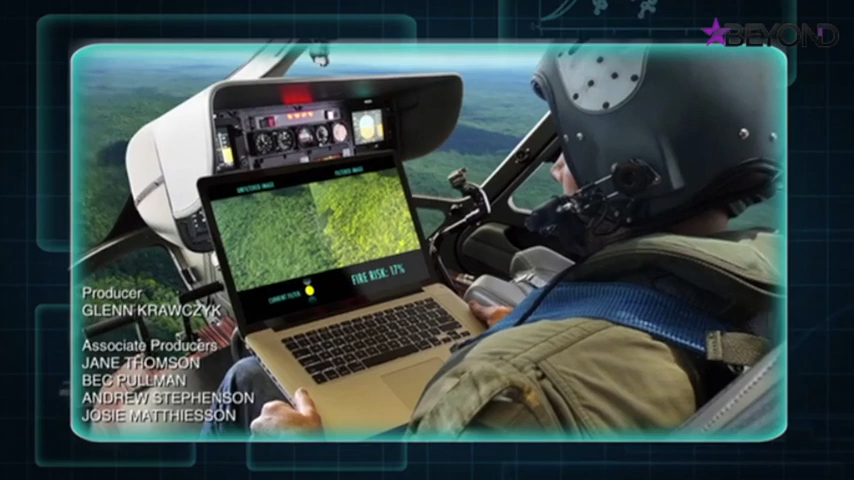 BEYOND
UNFILTERED IMAGE
FILTERED IMAGE
CURRENT FILTER
FIRE RISK: 17%
Producer
GLENN KRAWCZYK
Associate Producers
JANE THOMSON
BEC PULLMAN
ANDREW STEPHENSON
JOSIE MATTHIESSON